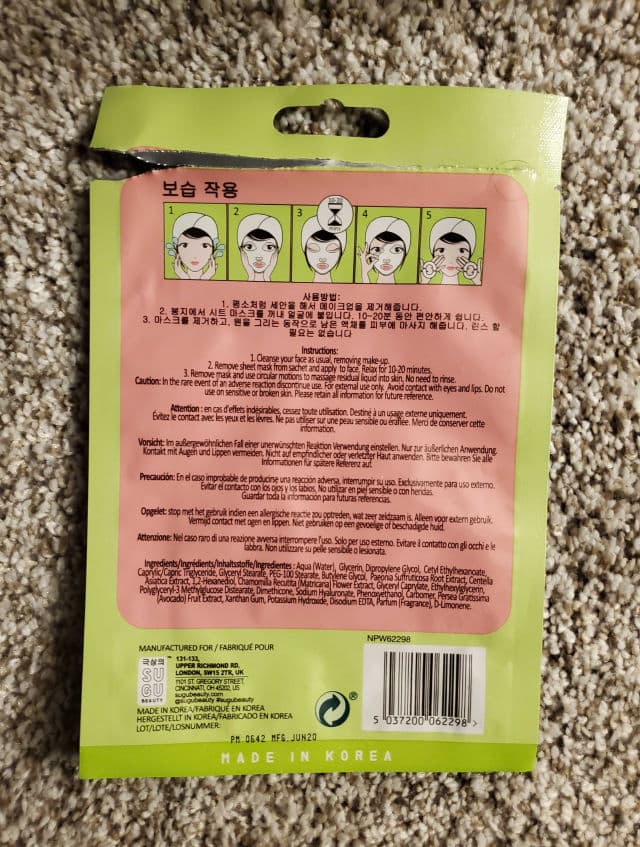 보습 작용
1
2
3
10-20
mins
4
5
사용방법:
1. 평소처럼 세안을 해서 메이크업을 제거해줍니다.
2. 봉지에서 시트 마스크를 꺼내 얼굴에 붙입니다. 10-20분 동안 편안하게 쉽니다.
3. 마스크를 제거하고, 원을 그리는 동작으로 남은 액체를 피부에 마사지 해줍니다. 린스 할
필요는 없습니다
Instructions:
1. Cleanse your face as usual, removing make-up.
2. Remove sheet mask from sachet and apply to face. Relax for 10-20 minutes.
3. Remove mask and use circular motions to massage residual liquid into skin. No need to rinse.
Caution: In the rare event of an adverse reaction discontinue use. For external use only. Avoid contact with eyes and lips. Do not
use on sensitive or broken skin. Please retain all information for future reference.
Attention : en cas d'effets indésirables, cessez toute utilisation. Destiné à un usage externe uniquement.
Évitez le contact avec les yeux et les lèvres. Ne pas utiliser sur une peau sensible ou éraflée. Merci de conserver cette
information.
Vorsicht: Im außergewöhnlichen Fall einer unerwünschten Reaktion Verwendung einstellen. Nur zur äußerlichen Anwendung.
Kontakt mit Augen und Lippen vermeiden. Nicht auf empfindlicher oder verletzter Haut anwenden. Bitte bewahren Sie alle
Informationen für spätere Referenz auf.
Precaución: En el caso improbable de producirse una reacción adversa, interrumpir su uso. Exclusivamente para uso externo.
Evitar el contacto con los ojos y los labios. No utilizar en piel sensible o con heridas.
Guardar toda la información para futuras referencias.
Opgelet: stop met het gebruik indien een allergische reactie zou optreden, wat zeer zeldzaam is. Alleen voor extern gebruik.
Vermijd contact met ogen en lippen. Niet gebruiken op een gevoelige of beschadigde huid.
Attenzione: Nel caso raro di una reazione avversa interrompere l'uso. Solo per uso esterno. Evitare il contatto con gli occhi e le
labbra. Non utilizzare su pelle sensibile o lesionata.
Ingredients/Ingrédients/Inhaltsstoffe/Ingredientes : Aqua (Water), Glycerin, Dipropylene Glycol, Cetyl Ethylhexanoate,
Caprylic/Capric Triglyceride, Glyceryl Stearate, PEG-100 Stearate, Butylene Glycol, Paeonia Suffruticosa Root Extract, Centella
Asiatica Extract, 1,2-Hexanediol, Chamomilla Recutita (Matricaria) Flower Extract, Glyceryl Caprylate, Ethylhexylglycerin,
Polyglyceryl-3 Methylglucose Distearate, Dimethicone, Sodium Hyaluronate, Phenoxyethanol, Carbomer, Persea Gratissima
(Avocado) Fruit Extract, Xanthan Gum, Potassium Hydroxide, Disodium EDTA, Parfum (Fragrance), D-Limonene.
MANUFACTURED FOR / FABRIQUÉ POUR
극상의
SU
GU
BEAUTY
TM
131-133,
UPPER RICHMOND RD.
LONDON, SW15 2TR, UK
1101 ST. GREGORY STREET
CINCINNATI, OH 45202, US
sugubeauty.com
@sugubeauty #sugubeauty
MADE IN KOREA/FABRIQUÉ EN KOREA
HERGESTELLT IN KOREA/FABRICADO EN KOREA
LOT/LOTE/LOSNUMMER:
PM 0642 MFG.JUN20
®
NPW62298
5 037200 062298 >
MADE IN KOREA